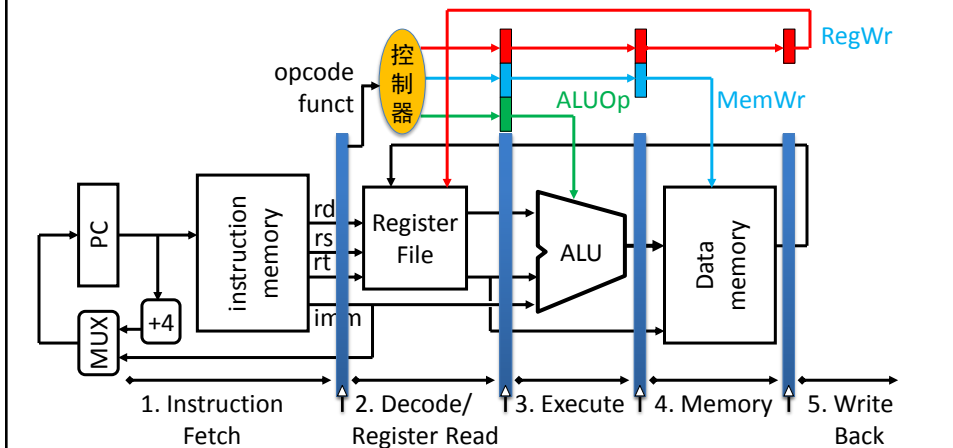 控
制
器
RegWr
opcode
funct
ALUOp
MemWr
PC
instruction
memory
rd
rs
rt
imm
Register
File
ALU
Data
memory
+4
MUX
1. Instruction
Fetch
2. Decode/
Register Read
3. Execute
4. Memory
5. Write
Back